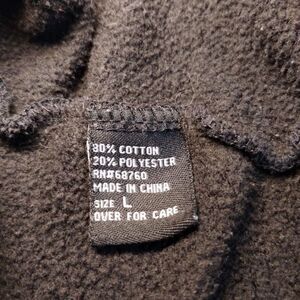 80% COTTON
20% POLYESTER
RN#68760
MADE IN CHINA
SIZE L
OVER FOR CARE